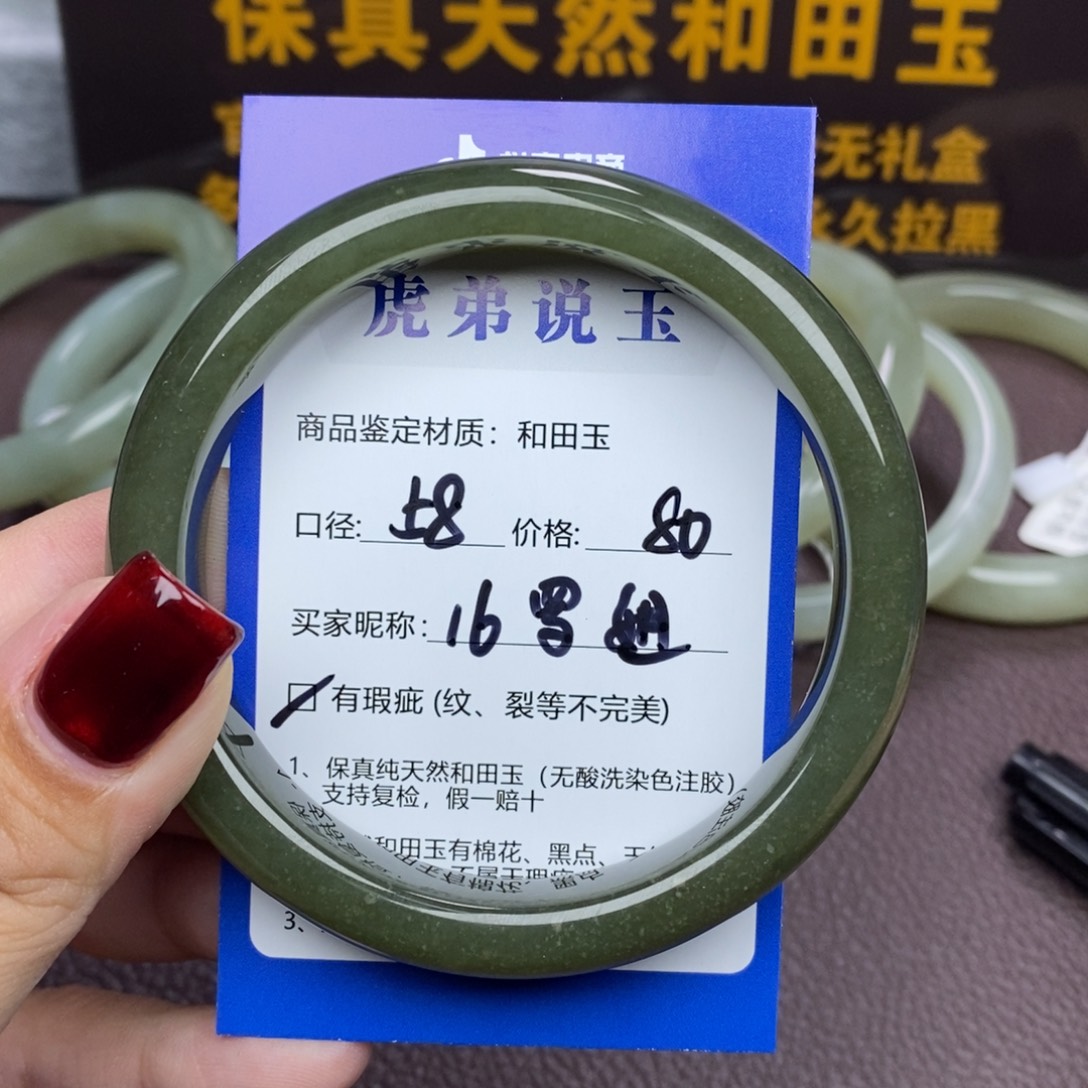 保真天然和田玉
无礼盒
永久拉黑
虎弟说玉
商品鉴定材质：和田玉
口径: 58 价格: 80
买家昵称: 16 罗
有瑕疵 (纹、裂等不完美)
1、保真纯天然和田玉（无酸洗染色注胶）
支持复检，假一赔十
和田玉有棉花、黑点、
3、